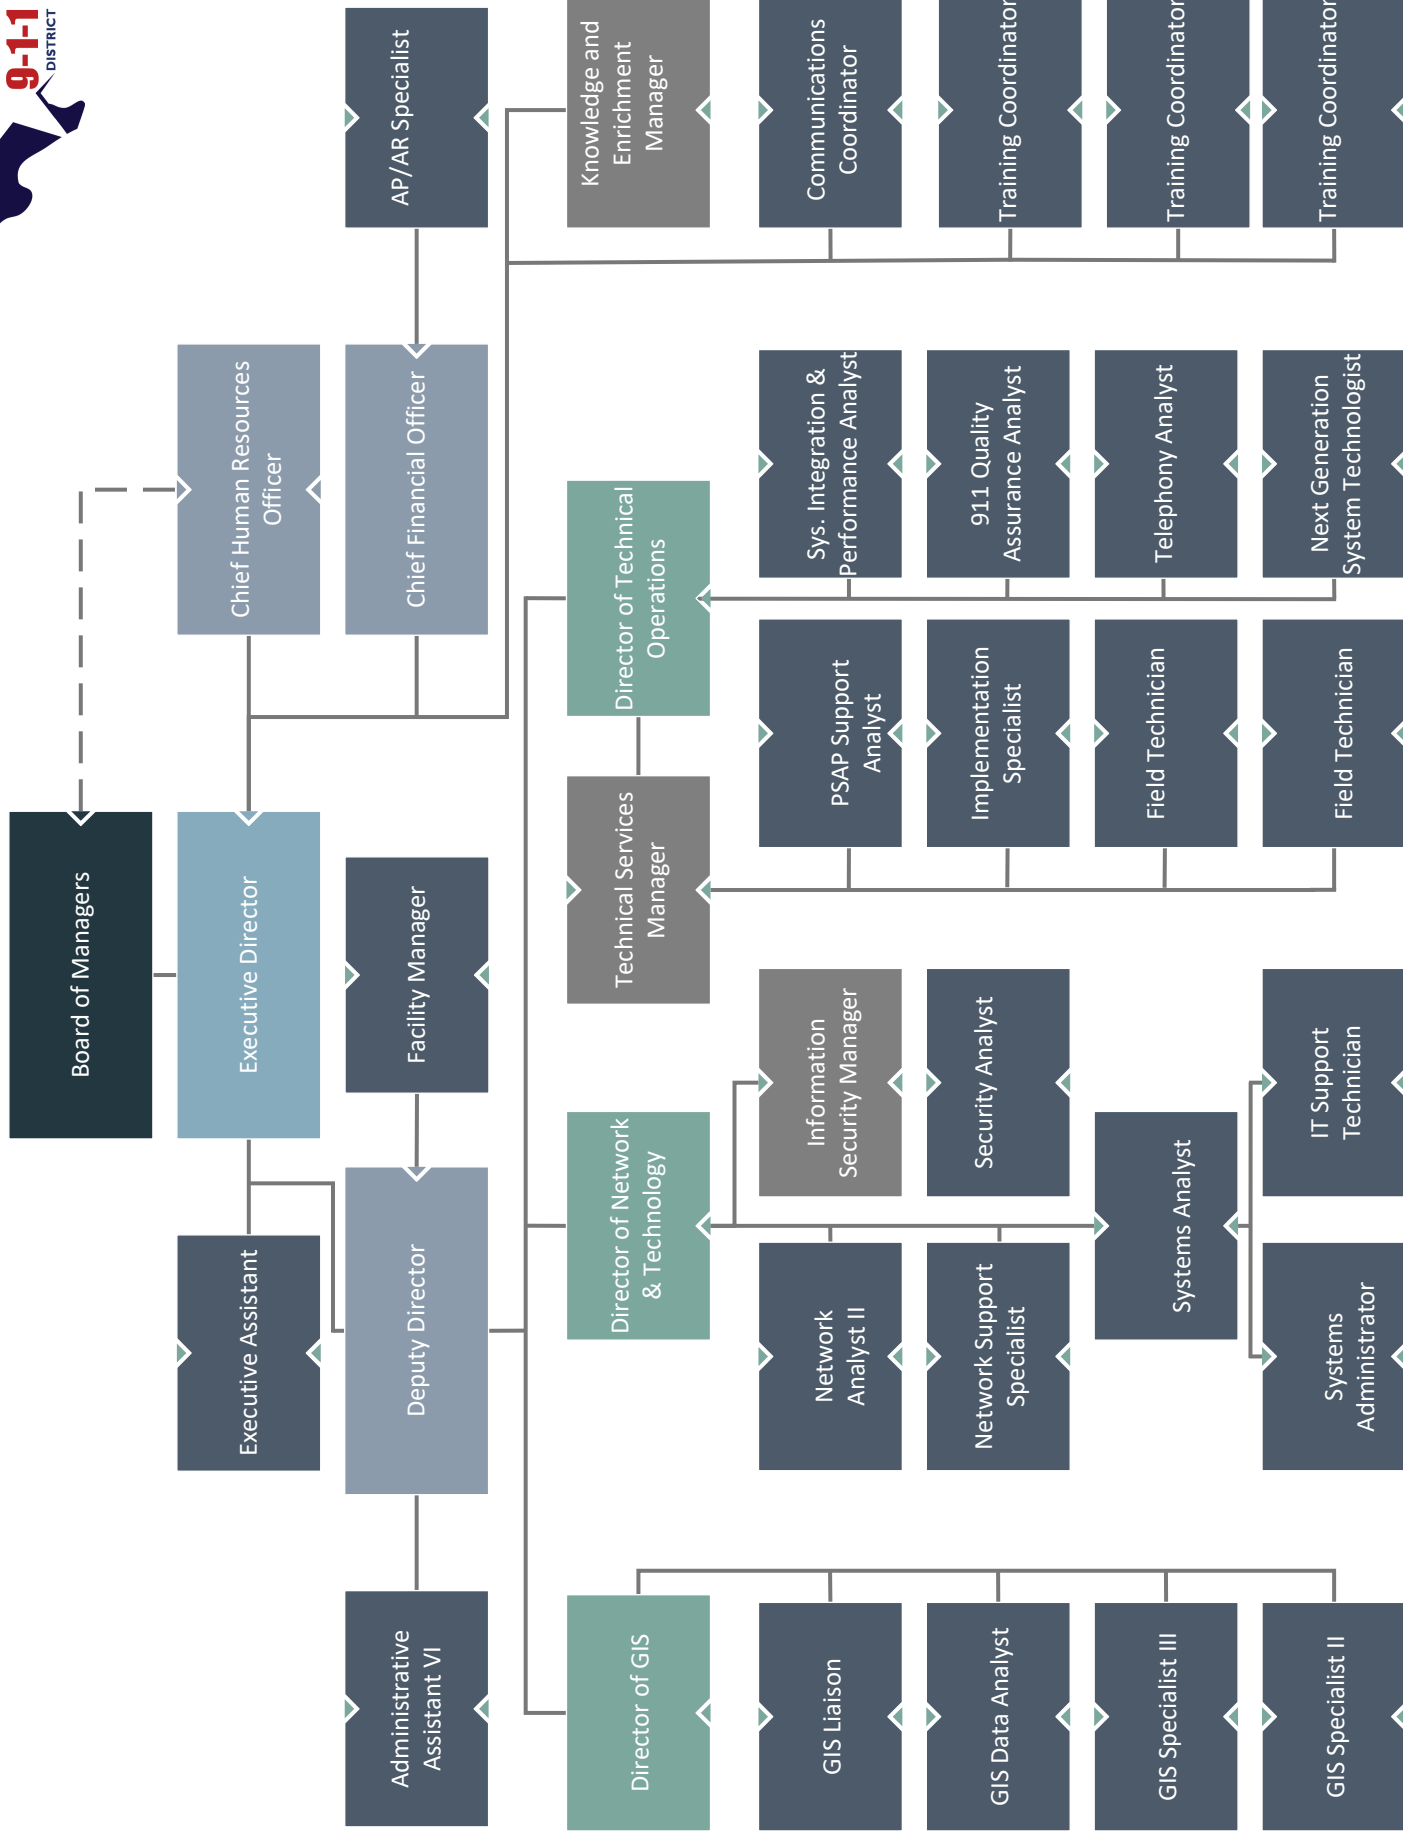 9-1-1
DISTRICT
Board of Managers
Executive Assistant
Executive Director
Chief Human Resources
Officer
Administrative
Assistant VI
Deputy Director
Facility Manager
Chief Financial Officer
AP/AR Specialist
Director of GIS
Director of Network
& Technology
Technical Services
Manager
Director of Technical
Operations
Knowledge and
Enrichment
Manager
GIS Liaison
Network
Analyst II
Information
Security Manager
PSAP Support
Analyst
Sys. Integration &
Performance Analyst
Communications
Coordinator
GIS Data Analyst
Network Support
Specialist
Security Analyst
Implementation
Specialist
911 Quality
Assurance Analyst
Training Coordinator
GIS Specialist III
Systems Analyst
Field Technician
Telephony Analyst
Training Coordinator
GIS Specialist II
Systems
Administrator
IT Support
Technician
Field Technician
Next Generation
System Technologist
Training Coordinator